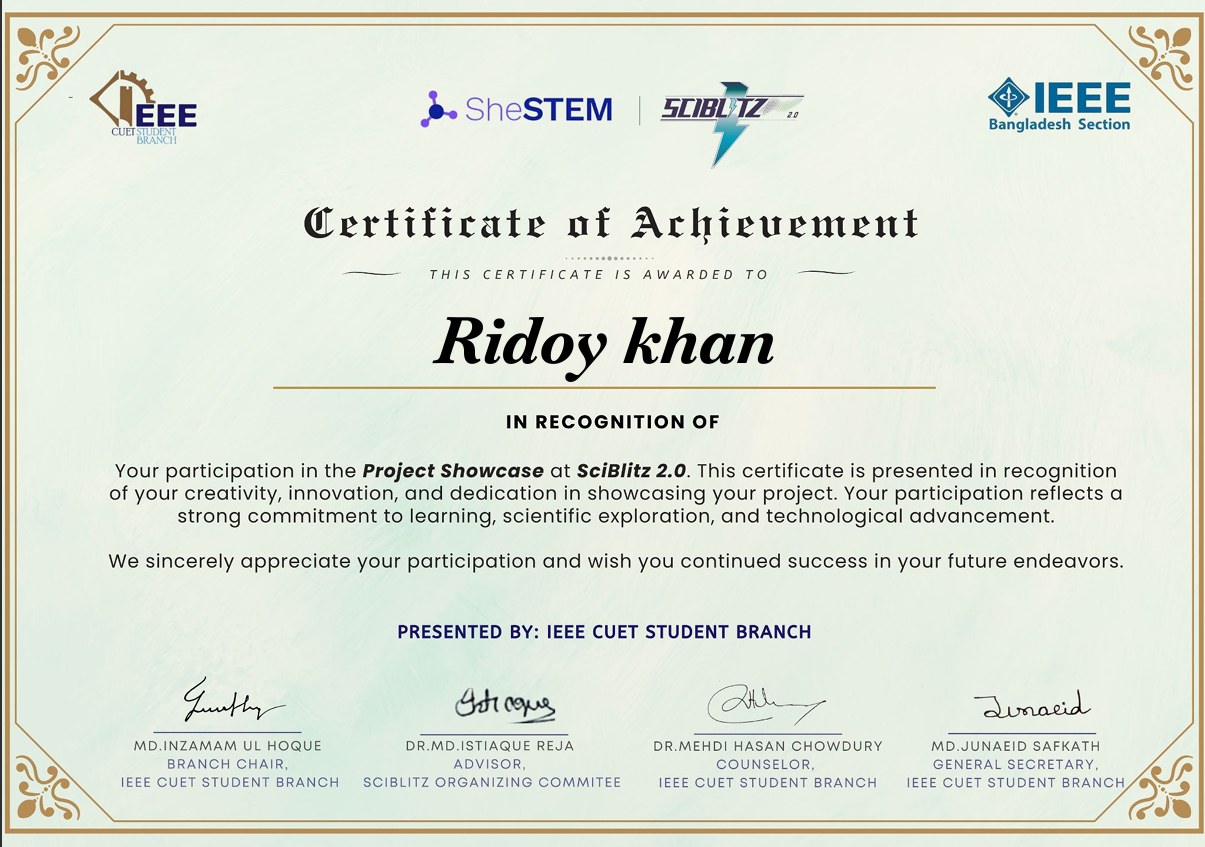 IEEE
CUET STUDENT
BRANCH
SheSTEM
SCIBLITZ
2.0
IEEE
Bangladesh Section
Certificate of Achievement
THIS CERTIFICATE IS AWARDED TO
Ridoy khan
IN RECOGNITION OF
Your participation in the Project Showcase at SciBlitz 2.0. This certificate is presented in recognition
of your creativity, innovation, and dedication in showcasing your project. Your participation reflects a
strong commitment to learning, scientific exploration, and technological advancement.
We sincerely appreciate your participation and wish you continued success in your future endeavors.
PRESENTED BY: IEEE CUET STUDENT BRANCH
Junaeid
MD.INZAMAM UL HOQUE
BRANCH CHAIR,
IEEE CUET STUDENT BRANCH
DR.MD.ISTIAQUE REJA
ADVISOR,
SCIBLITZ ORGANIZING COMMITEE
DR.MEHDI HASAN CHOWDURY
COUNSELOR,
IEEE CUET STUDENT BRANCH
MD.JUNAEID SAFKATH
GENERAL SECRETARY,
IEEE CUET STUDENT BRANCH